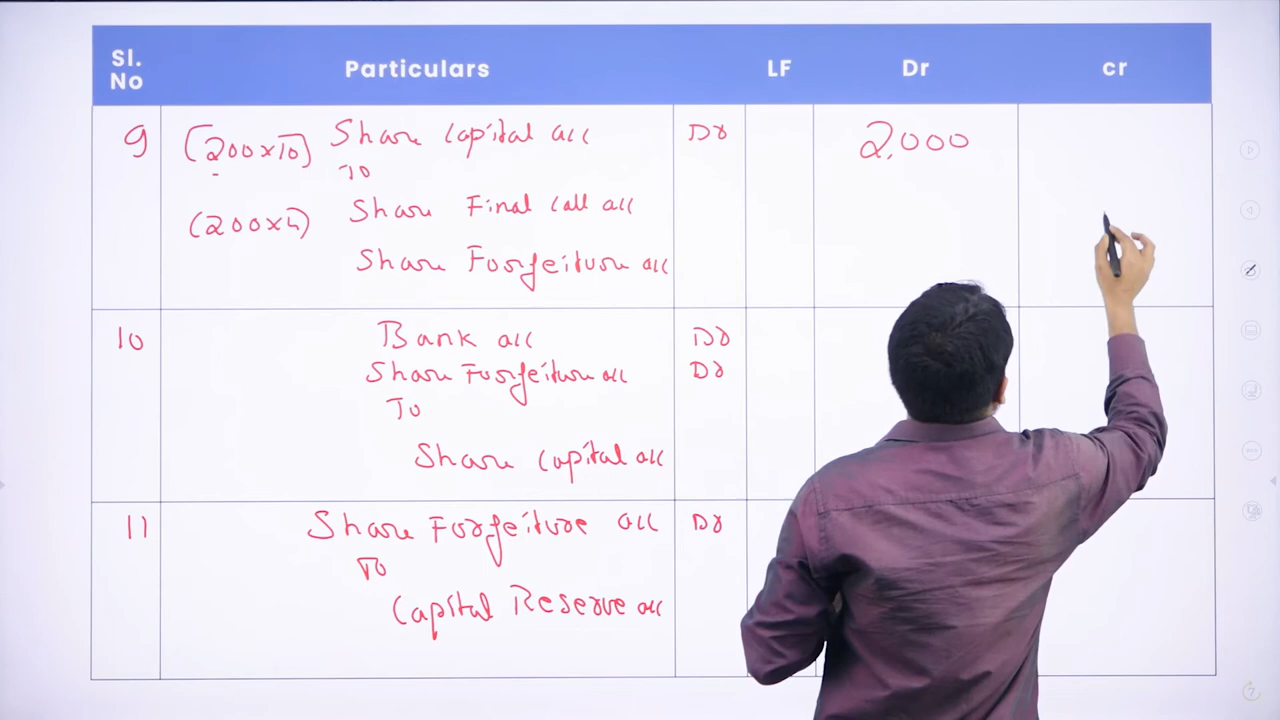 Sl. No Particulars LF Dr cr
9 [200×10] Share Capital a/c Dr 2,000
To
(200×4) Share Final Call a/c
Share Forfeiture a/c
10 Bank a/c Dr
Share Forfeiture a/c Dr
To
Share Capital a/c
11 Share Forfeiture a/c Dr
To
Capital Reserve a/c